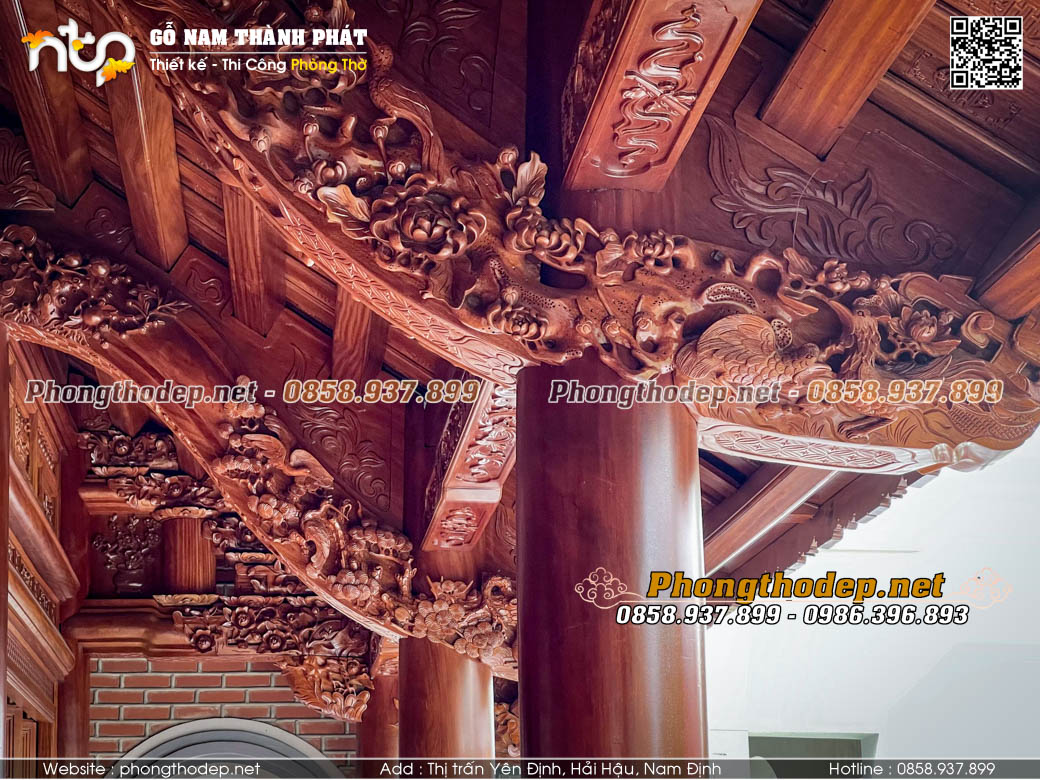 ntp
GỖ NAM THÀNH PHÁT
Thiết kế - Thi Công Phòng Thờ
Phongthodep.net - 0858.937.899
Phongthodep.net - 0858.937.899
Phongthodep.net
0858.937.899 - 0986.396.893
Website : phongthodep.net
Add : Thị trấn Yên Định, Hải Hậu, Nam Định
Hotline : 0858.937.899